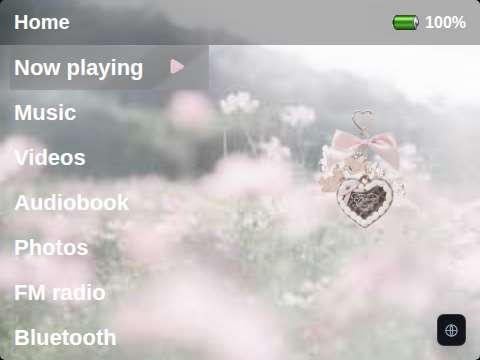 Home
100%
Now playing
Music
Videos
Audiobook
Photos
FM radio
Bluetooth